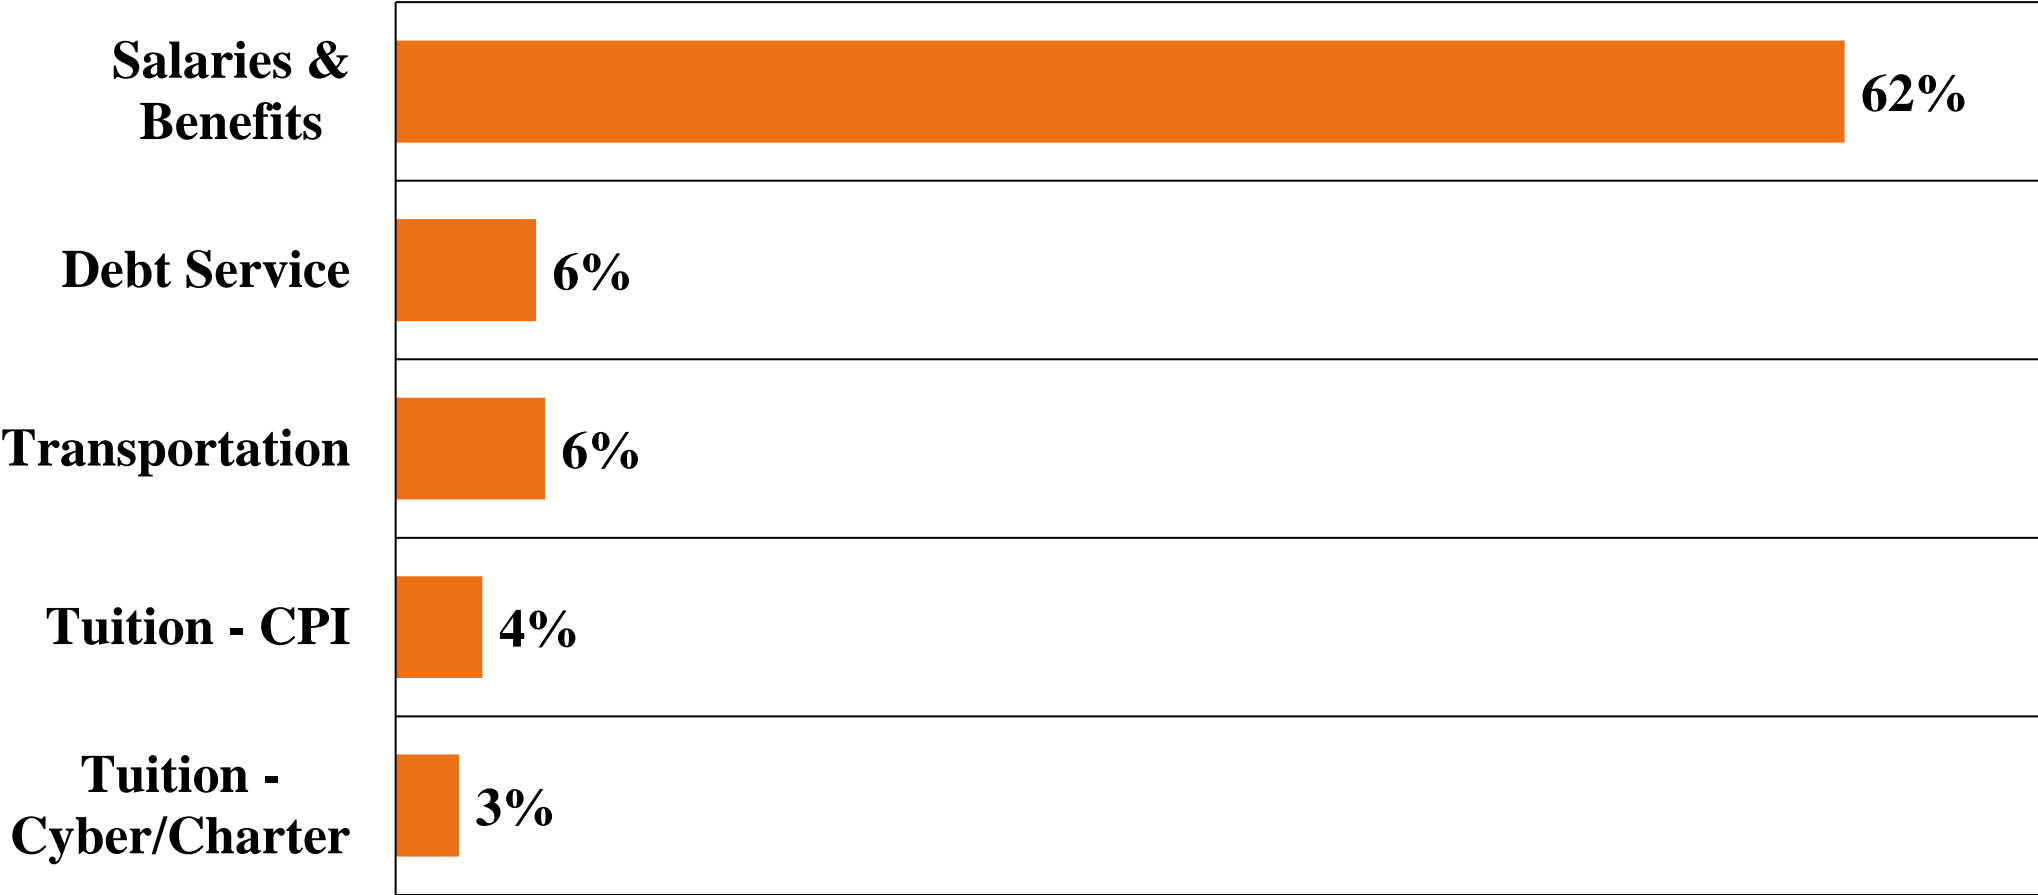 Salaries &
Benefits
62%
Debt Service
6%
Transportation
6%
Tuition - CPI
4%
Tuition -
Cyber/Charter
3%